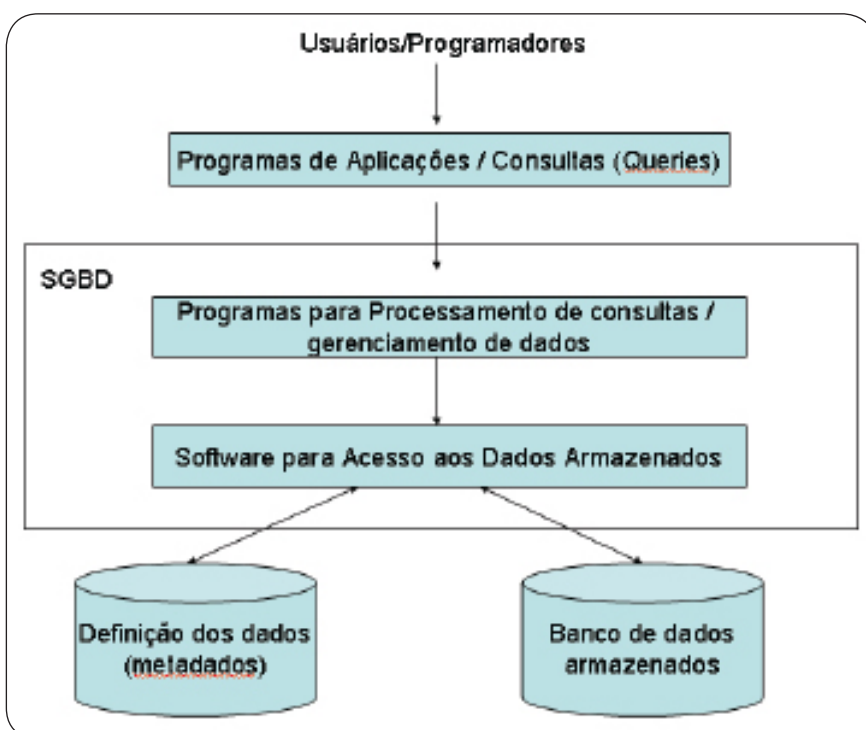 Usuários/Programadores
Programas de Aplicações / Consultas (Queries)
SGBD
Programas para Processamento de consultas /
gerenciamento de dados
Software para Acesso aos Dados Armazenados
Definição dos dados
(metadados)
Banco de dados
armazenados